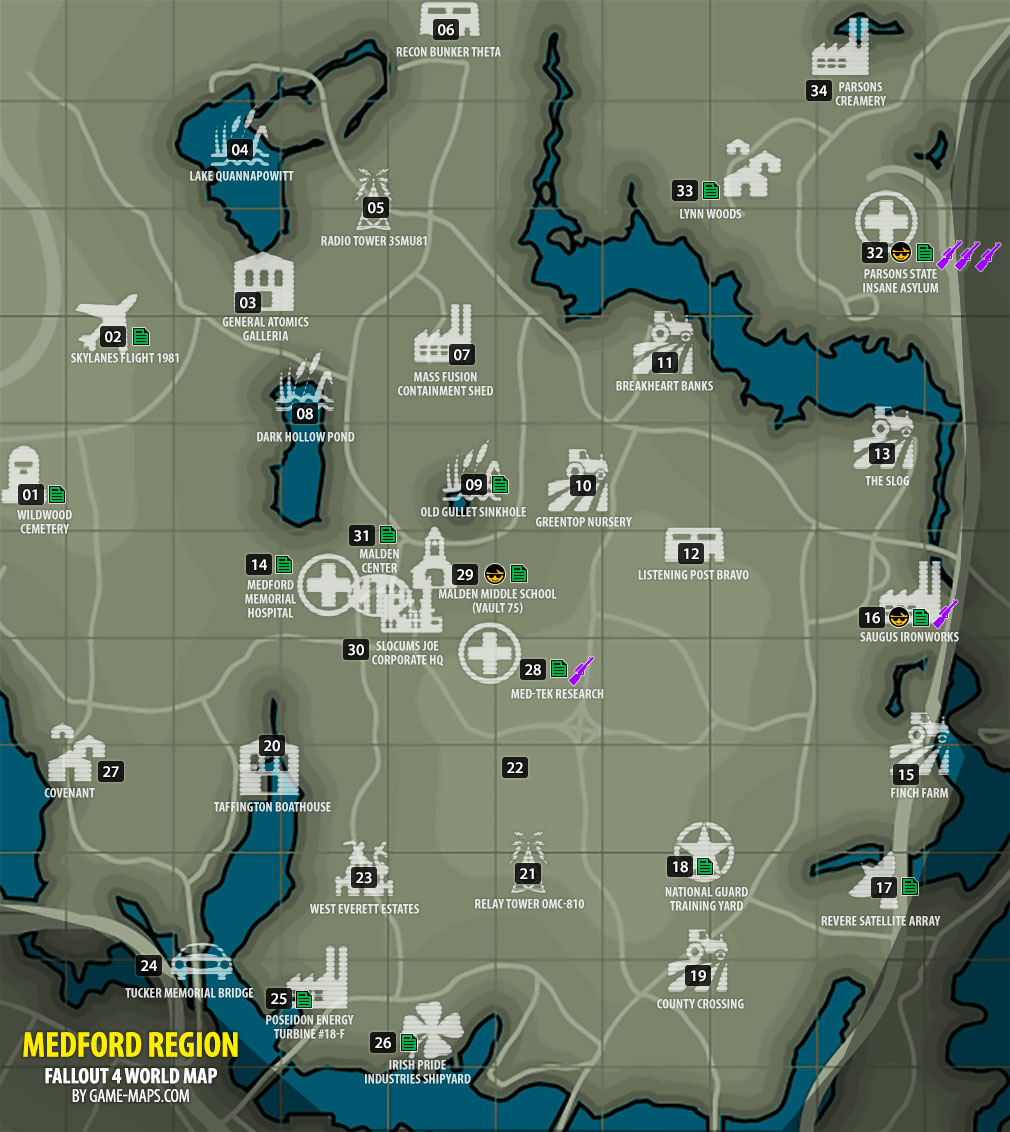 06
RECON BUNKER THETA
34
PARSONS
CREAMERY
04
LAKE QUANNAPOWITT
05
RADIO TOWER 3SMU81
33
LYNN WOODS
32
PARSONS STATE
INSANE ASYLUM
03
GENERAL ATOMICS
GALLERIA
02
SKYLANES FLIGHT 1981
07
MASS FUSION
CONTAINMENT SHED
11
BREAKHEART BANKS
08
DARK HOLLOW POND
13
THE SLOG
01
WILDWOOD
CEMETERY
09
OLD GULLET SINKHOLE
10
GREENTOP NURSERY
31
MALDEN
CENTER
12
LISTENING POST BRAVO
14
MEDFORD
MEMORIAL
HOSPITAL
29
MALDEN MIDDLE SCHOOL
(VAULT 75)
16
SAUGUS IRONWORKS
30
SLOCUMS JOE
CORPORATE HQ
28
MED-TEK RESEARCH
20
TAFFINGTON BOATHOUSE
27
COVENANT
22
15
FINCH FARM
23
WEST EVERETT ESTATES
21
RELAY TOWER OMC-810
18
NATIONAL GUARD
TRAINING YARD
17
REVERE SATELLITE ARRAY
24
TUCKER MEMORIAL BRIDGE
25
POSEIDON ENERGY
TURBINE #18-F
19
COUNTY CROSSING
26
IRISH PRIDE
INDUSTRIES SHIPYARD
MEDFORD REGION
FALLOUT 4 WORLD MAP
BY GAME-MAPS.COM